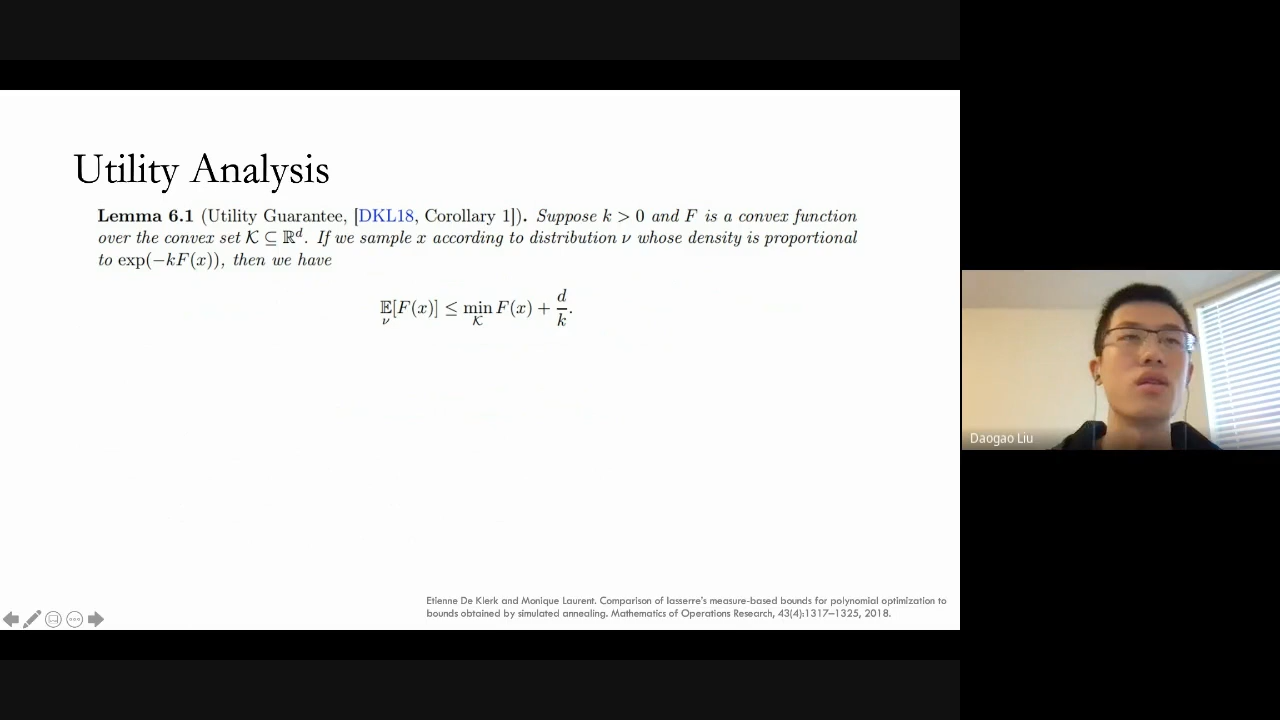 Utility Analysis
Lemma 6.1 (Utility Guarantee, [DKL18, Corollary 1]). Suppose k > 0 and F is a convex function
over the convex set 𝒦 ⊆ ℝ^d. If we sample x according to distribution ν whose density is proportional
to exp(−kF(x)), then we have
𝔼_ν[F(x)] ≤ min_𝒦 F(x) + d/k.
Daogao Liu
Etienne De Klerk and Monique Laurent. Comparison of lasserre's measure-based bounds for polynomial optimization to
bounds obtained by simulated annealing. Mathematics of Operations Research, 43(4):1317–1325, 2018.